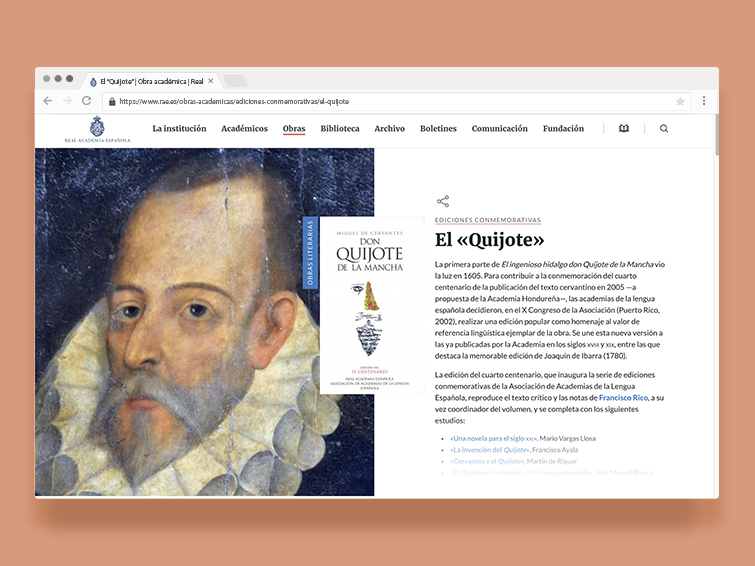 El "Quijote" | Obra académica | Real
https://www.rae.es/obras-academicas/ediciones-conmemorativas/el-quijote
REAL ACADEMIA ESPAÑOLA
La institución Académicos Obras Biblioteca Archivo Boletines Comunicación Fundación
OBRAS LITERARIAS
MIGUEL DE CERVANTES
DON
QUIJOTE
DE LA MANCHA
EDICIÓN DEL
IV CENTENARIO
REAL ACADEMIA ESPAÑOLA
ASOCIACIÓN DE ACADEMIAS DE LA LENGUA
ESPAÑOLA
EDICIONES CONMEMORATIVAS
El «Quijote»
La primera parte de El ingenioso hidalgo don Quijote de la Mancha vio
la luz en 1605. Para contribuir a la conmemoración del cuarto
centenario de la publicación del texto cervantino en 2005 —a
propuesta de la Academia Hondureña—, las academias de la lengua
española decidieron, en el X Congreso de la Asociación (Puerto Rico,
2002), realizar una edición popular como homenaje al valor de
referencia lingüística ejemplar de la obra. Se une esta nueva versión a
las ya publicadas por la Academia en los siglos XVIII y XIX, entre las que
destaca la memorable edición de Joaquín de Ibarra (1780).
La edición del cuarto centenario, que inaugura la serie de ediciones
conmemorativas de la Asociación de Academias de la Lengua
Española, reproduce el texto crítico y las notas de Francisco Rico, a su
vez coordinador del volumen, y se completa con los siguientes
estudios:
«Una novela para el siglo XXI», Mario Vargas Llosa
«La invención del Quijote», Francisco Ayala
«Cervantes y el Quijote», Martín de Riquer